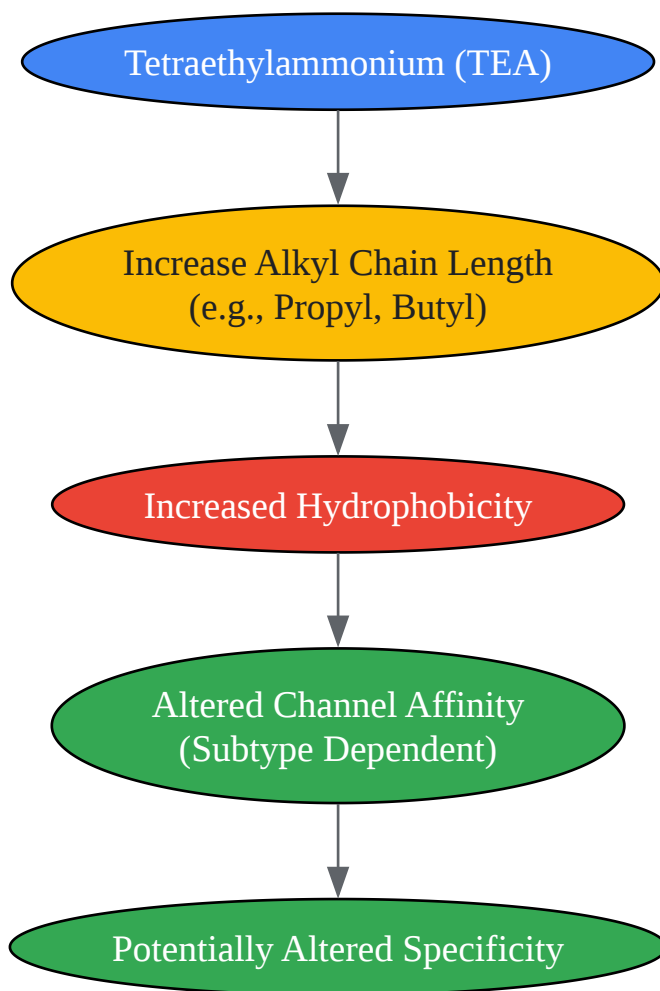 Tetraethylammonium (TEA)
Increase Alkyl Chain Length
(e.g., Propyl, Butyl)
Increased Hydrophobicity
Altered Channel Affinity
(Subtype Dependent)
Potentially Altered Specificity